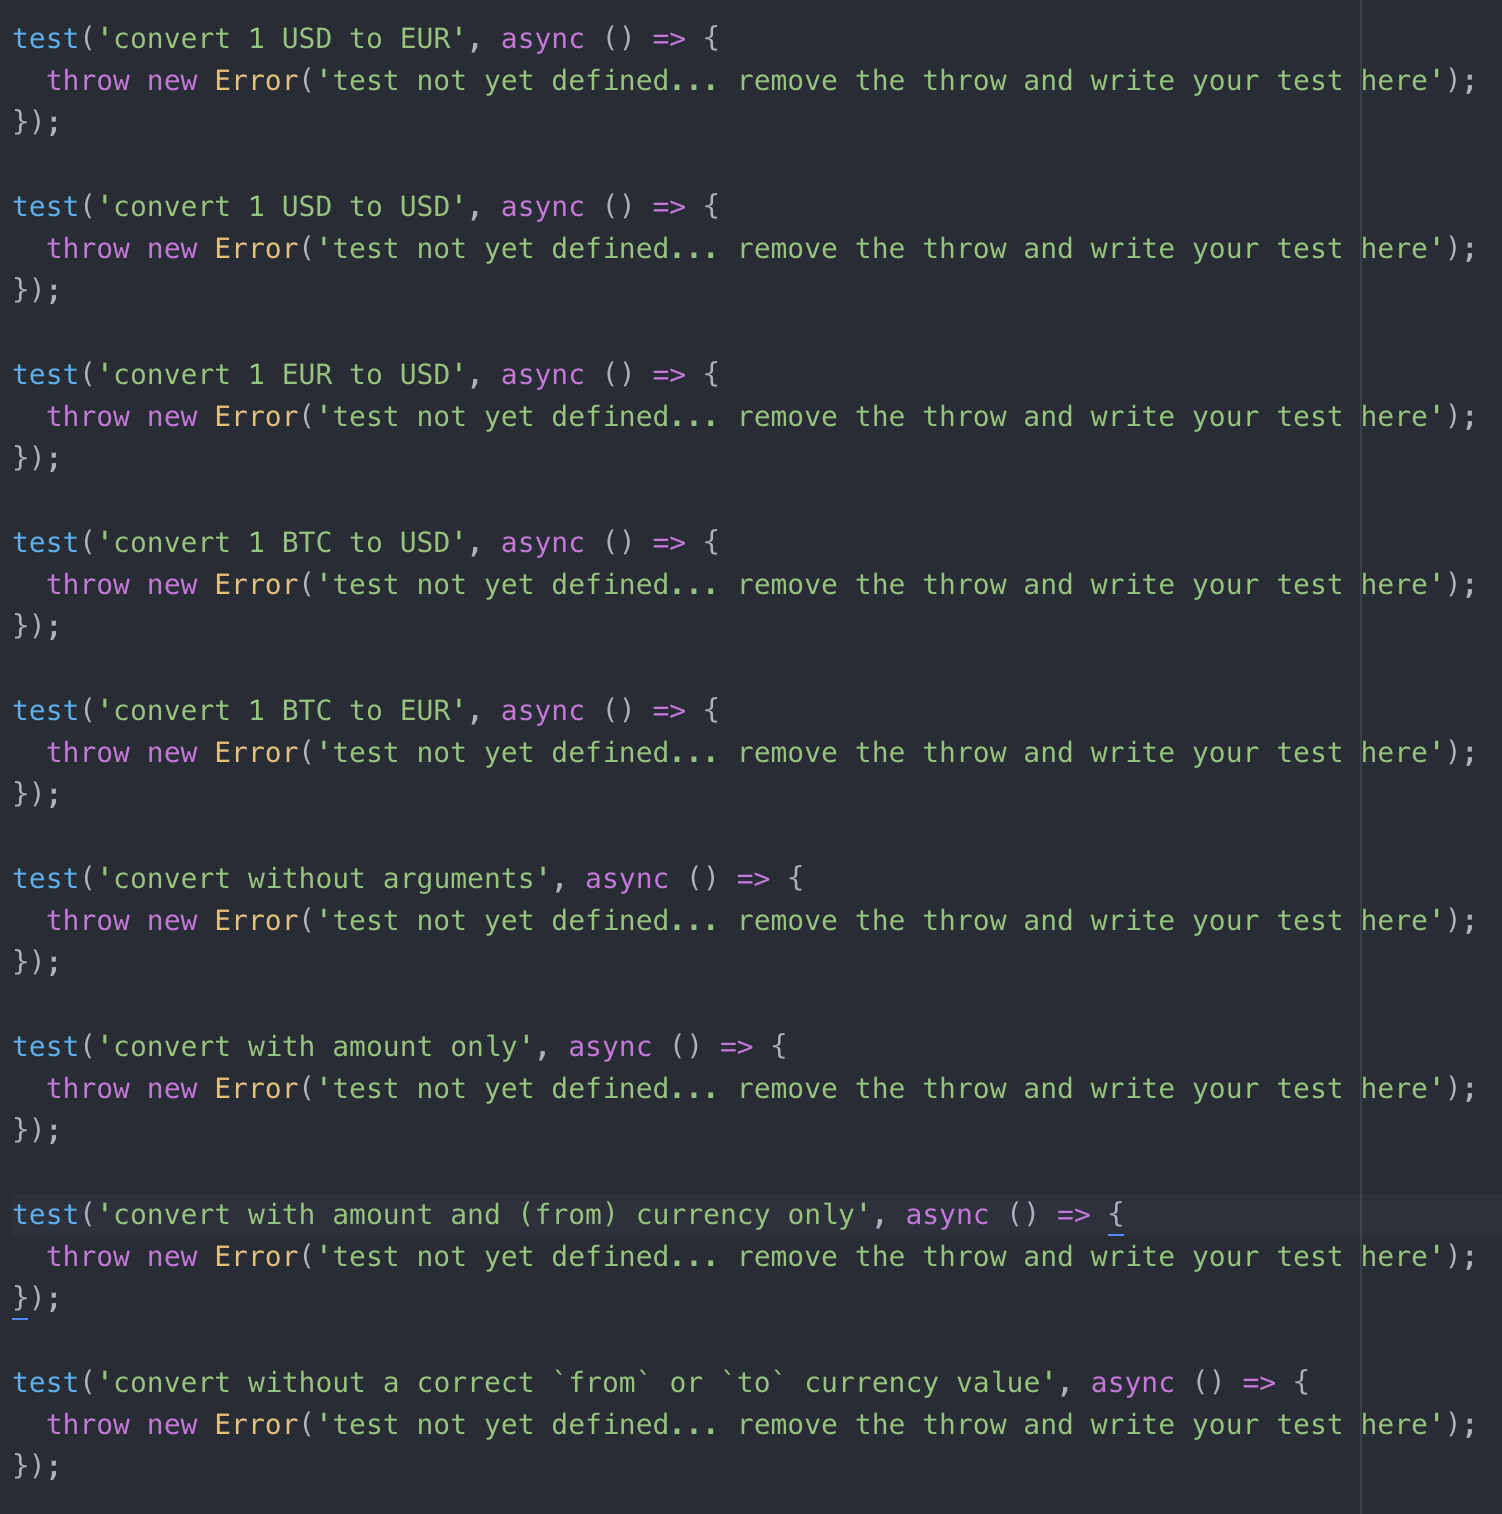 test('convert 1 USD to EUR', async () => {
  throw new Error('test not yet defined... remove the throw and write your test here');
});

test('convert 1 USD to USD', async () => {
  throw new Error('test not yet defined... remove the throw and write your test here');
});

test('convert 1 EUR to USD', async () => {
  throw new Error('test not yet defined... remove the throw and write your test here');
});

test('convert 1 BTC to USD', async () => {
  throw new Error('test not yet defined... remove the throw and write your test here');
});

test('convert 1 BTC to EUR', async () => {
  throw new Error('test not yet defined... remove the throw and write your test here');
});

test('convert without arguments', async () => {
  throw new Error('test not yet defined... remove the throw and write your test here');
});

test('convert with amount only', async () => {
  throw new Error('test not yet defined... remove the throw and write your test here');
});

test('convert with amount and (from) currency only', async () => {
  throw new Error('test not yet defined... remove the throw and write your test here');
});

test('convert without a correct `from` or `to` currency value', async () => {
  throw new Error('test not yet defined... remove the throw and write your test here');
});